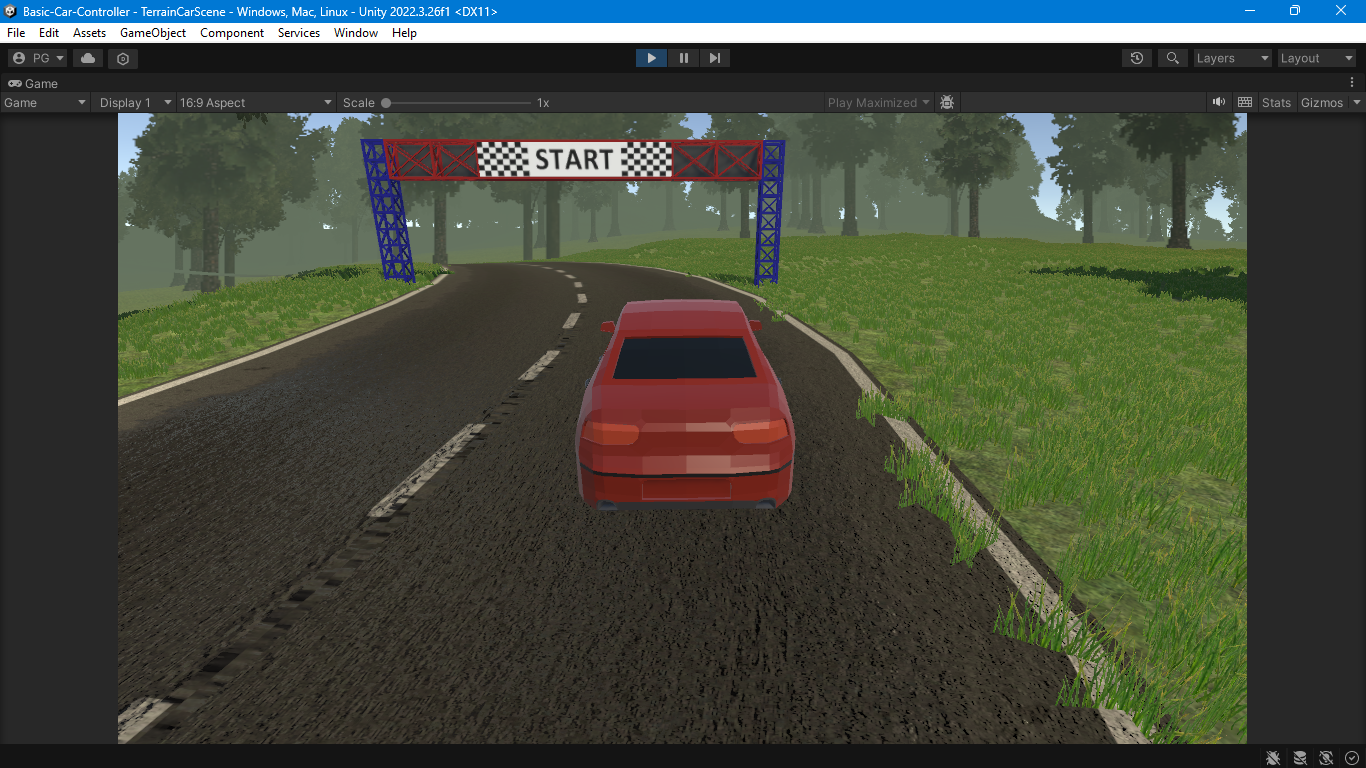 Basic-Car-Controller - TerrainCarScene - Windows, Mac, Linux - Unity 2022.3.26f1 <DX11>
File Edit Assets GameObject Component Services Window Help
PG Layers Layout
Game
Game Display 1 16:9 Aspect Scale 1x Play Maximized Stats Gizmos
START